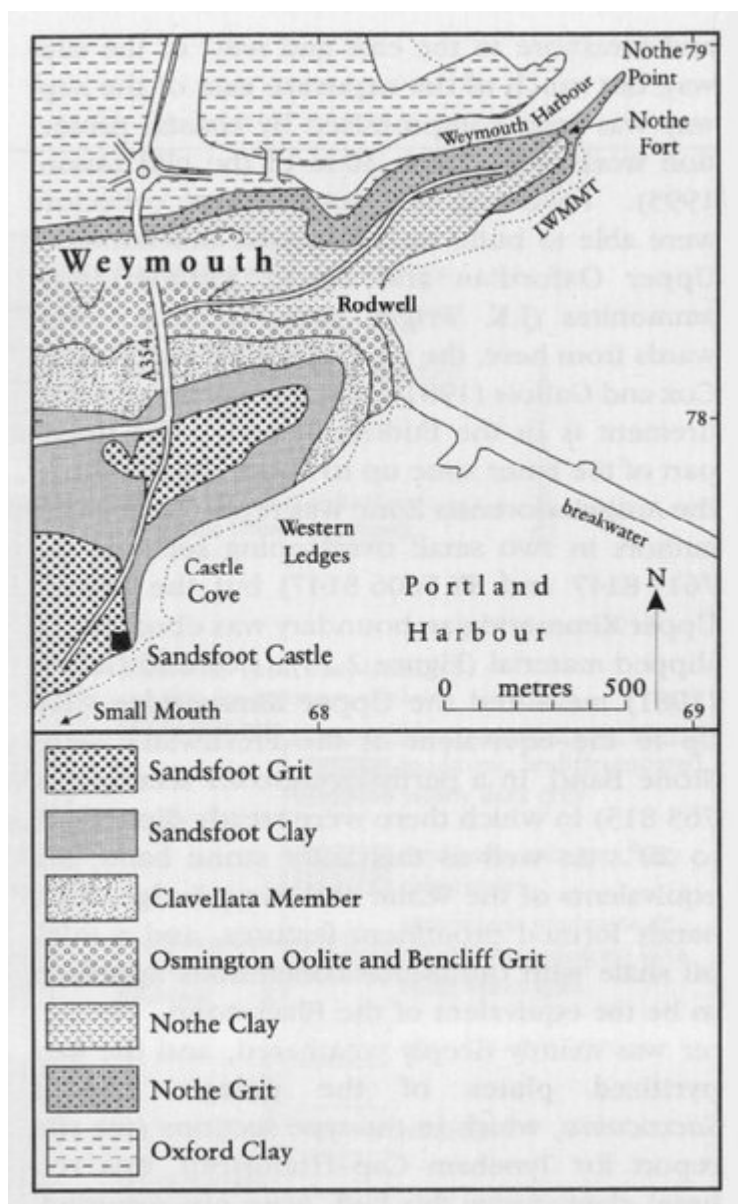 79
Nothe
Point
Weymouth Harbour
Nothe
Fort
LWMMT
Weymouth
Rodwell
A354
78
breakwater
Western
Ledges
Castle
Cove
Portland
Harbour
N
Sandsfoot Castle
0 metres 500
Small Mouth
68
69
Sandsfoot Grit
Sandsfoot Clay
Clavellata Member
Osmington Oolite and Bencliff Grit
Nothe Clay
Nothe Grit
Oxford Clay